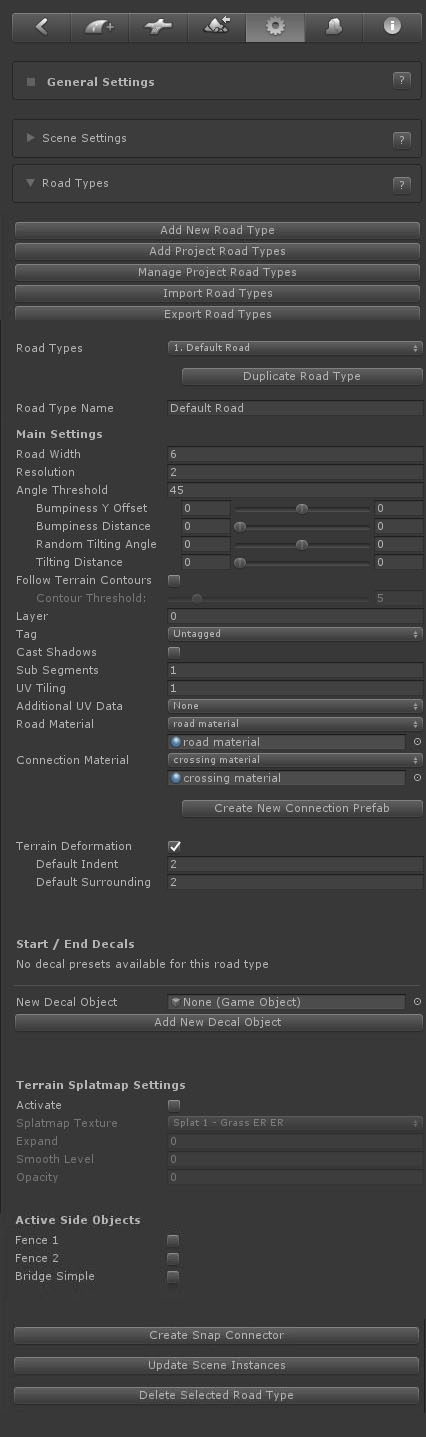 i
General Settings ?
Scene Settings ?
Road Types ?
Add New Road Type
Add Project Road Types
Manage Project Road Types
Import Road Types
Export Road Types
Road Types 1. Default Road
Duplicate Road Type
Road Type Name Default Road
Main Settings
Road Width 6
Resolution 2
Angle Threshold 45
Bumpiness Y Offset 0 0
Bumpiness Distance 0 0
Random Tilting Angle 0 0
Tilting Distance 0 0
Follow Terrain Contours
Contour Threshold: 5
Layer 0
Tag Untagged
Cast Shadows
Sub Segments 1
UV Tiling 1
Additional UV Data None
Road Material road material
road material
Connection Material crossing material
crossing material
Create New Connection Prefab
Terrain Deformation
Default Indent 2
Default Surrounding 2
Start / End Decals
No decal presets available for this road type
New Decal Object None (Game Object)
Add New Decal Object
Terrain Splatmap Settings
Activate
Splatmap Texture Splat 1 - Grass ER ER
Expand 0
Smooth Level 0
Opacity 0
Active Side Objects
Fence 1
Fence 2
Bridge Simple
Create Snap Connector
Update Scene Instances
Delete Selected Road Type